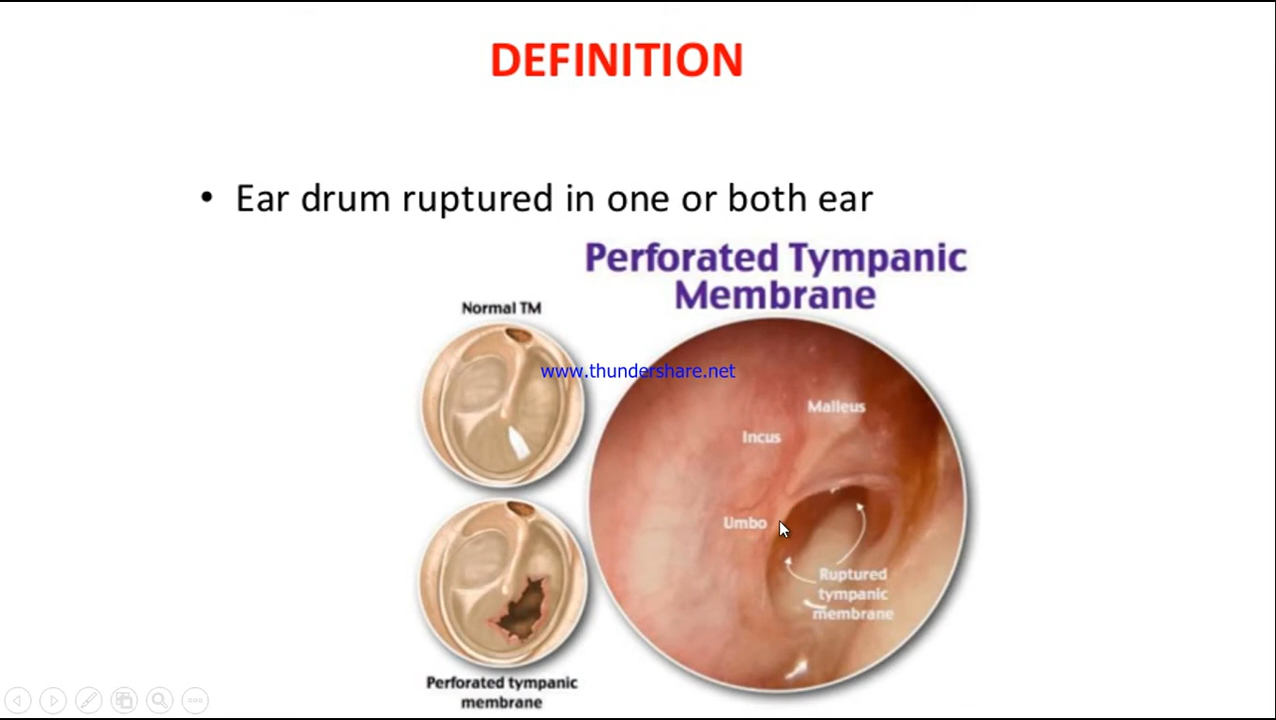 DEFINITION
• Ear drum ruptured in one or both ear
Perforated Tympanic
Membrane
Normal TM
www.thundershare.net
Malleus
Incus
Umbo
Ruptured
tympanic
membrane
Perforated tympanic
membrane